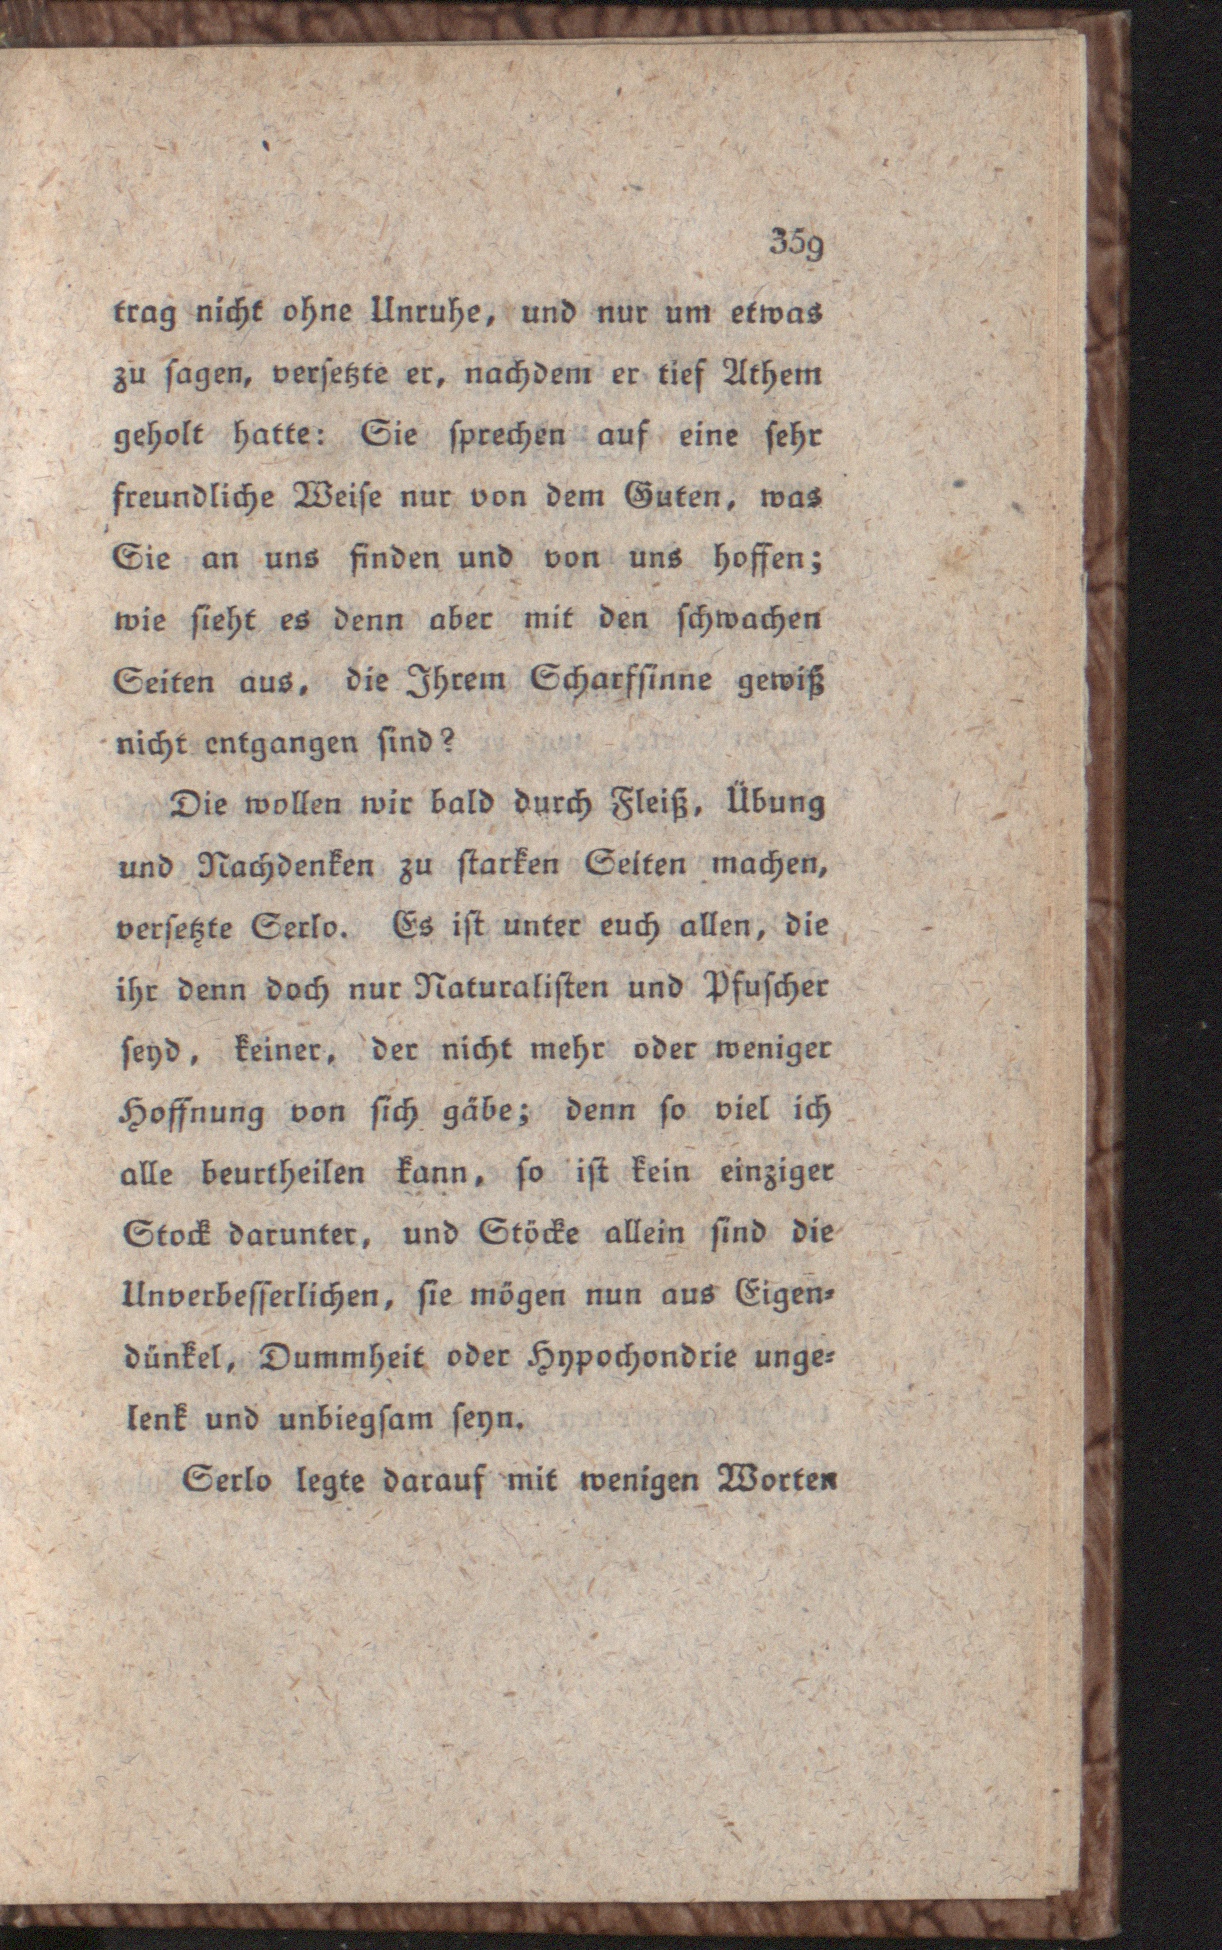 359
trag nicht ohne Unruhe, und nur um etwas
zu sagen, versetzte er, nachdem er tief Athem
geholt hatte: Sie sprechen auf eine sehr
freundliche Weise nur von dem Guten, was
Sie an uns finden und von uns hoffen;
wie sieht es denn aber mit den schwachen
Seiten aus, die Ihrem Scharfsinne gewiß
nicht entgangen sind?
Die wollen wir bald durch Fleiß, Übung
und Nachdenken zu starken Seiten machen,
versetzte Serlo. Es ist unter euch allen, die
ihr denn doch nur Naturalisten und Pfuscher
seyd, keiner, der nicht mehr oder weniger
Hoffnung von sich gäbe; denn so viel ich
alle beurtheilen kann, so ist kein einziger
Stock darunter, und Stöcke allein sind die
Unverbesserlichen, sie mögen nun aus Eigen-
dünkel, Dummheit oder Hypochondrie unge-
lenk und unbiegsam seyn.
Serlo legte darauf mit wenigen Worten